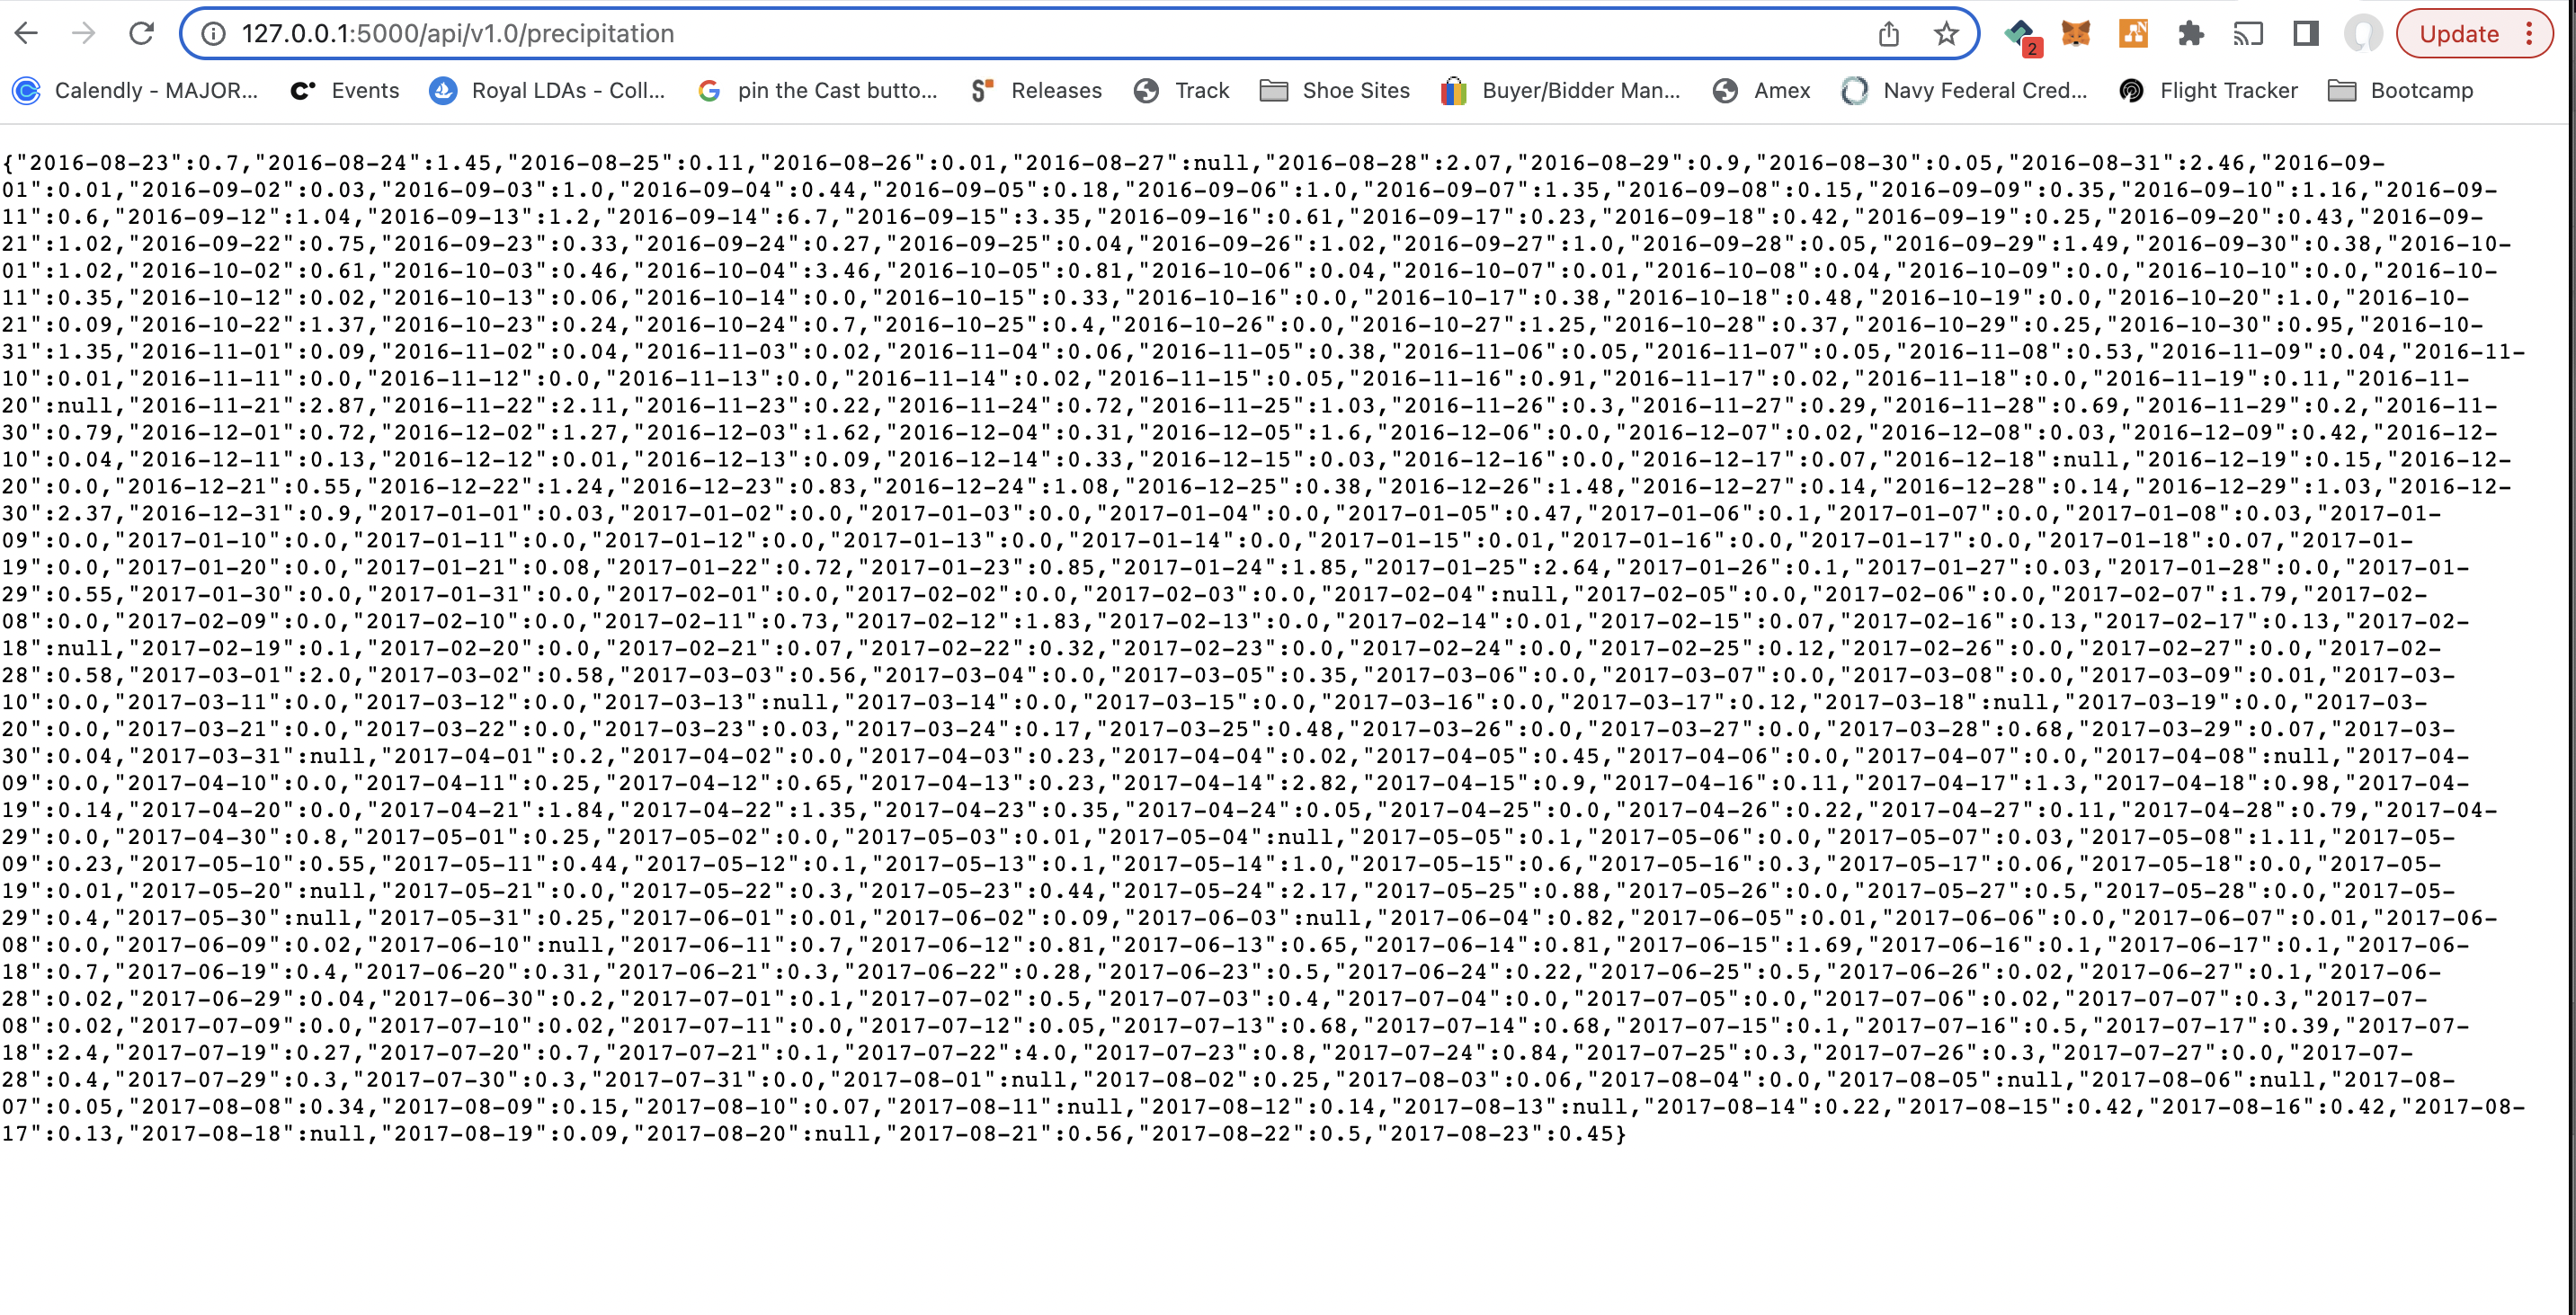 127.0.0.1:5000/api/v1.0/precipitation
2
Update
Calendly - MAJOR... Events Royal LDAs - Coll... pin the Cast butto... Releases Track Shoe Sites Buyer/Bidder Man... Amex Navy Federal Cred... Flight Tracker Bootcamp
{"2016-08-23":0.7,"2016-08-24":1.45,"2016-08-25":0.11,"2016-08-26":0.01,"2016-08-27":null,"2016-08-28":2.07,"2016-08-29":0.9,"2016-08-30":0.05,"2016-08-31":2.46,"2016-09-
01":0.01,"2016-09-02":0.03,"2016-09-03":1.0,"2016-09-04":0.44,"2016-09-05":0.18,"2016-09-06":1.0,"2016-09-07":1.35,"2016-09-08":0.15,"2016-09-09":0.35,"2016-09-10":1.16,"2016-09-
11":0.6,"2016-09-12":1.04,"2016-09-13":1.2,"2016-09-14":6.7,"2016-09-15":3.35,"2016-09-16":0.61,"2016-09-17":0.23,"2016-09-18":0.42,"2016-09-19":0.25,"2016-09-20":0.43,"2016-09-
21":1.02,"2016-09-22":0.75,"2016-09-23":0.33,"2016-09-24":0.27,"2016-09-25":0.04,"2016-09-26":1.02,"2016-09-27":1.0,"2016-09-28":0.05,"2016-09-29":1.49,"2016-09-30":0.38,"2016-10-
01":1.02,"2016-10-02":0.61,"2016-10-03":0.46,"2016-10-04":3.46,"2016-10-05":0.81,"2016-10-06":0.04,"2016-10-07":0.01,"2016-10-08":0.04,"2016-10-09":0.0,"2016-10-10":0.0,"2016-10-
11":0.35,"2016-10-12":0.02,"2016-10-13":0.06,"2016-10-14":0.0,"2016-10-15":0.33,"2016-10-16":0.0,"2016-10-17":0.38,"2016-10-18":0.48,"2016-10-19":0.0,"2016-10-20":1.0,"2016-10-
21":0.09,"2016-10-22":1.37,"2016-10-23":0.24,"2016-10-24":0.7,"2016-10-25":0.4,"2016-10-26":0.0,"2016-10-27":1.25,"2016-10-28":0.37,"2016-10-29":0.25,"2016-10-30":0.95,"2016-10-
31":1.35,"2016-11-01":0.09,"2016-11-02":0.04,"2016-11-03":0.02,"2016-11-04":0.06,"2016-11-05":0.38,"2016-11-06":0.05,"2016-11-07":0.05,"2016-11-08":0.53,"2016-11-09":0.04,"2016-11-
10":0.01,"2016-11-11":0.0,"2016-11-12":0.0,"2016-11-13":0.0,"2016-11-14":0.02,"2016-11-15":0.05,"2016-11-16":0.91,"2016-11-17":0.02,"2016-11-18":0.0,"2016-11-19":0.11,"2016-11-
20":null,"2016-11-21":2.87,"2016-11-22":2.11,"2016-11-23":0.22,"2016-11-24":0.72,"2016-11-25":1.03,"2016-11-26":0.3,"2016-11-27":0.29,"2016-11-28":0.69,"2016-11-29":0.2,"2016-11-
30":0.79,"2016-12-01":0.72,"2016-12-02":1.27,"2016-12-03":1.62,"2016-12-04":0.31,"2016-12-05":1.6,"2016-12-06":0.0,"2016-12-07":0.02,"2016-12-08":0.03,"2016-12-09":0.42,"2016-12-
10":0.04,"2016-12-11":0.13,"2016-12-12":0.01,"2016-12-13":0.09,"2016-12-14":0.33,"2016-12-15":0.03,"2016-12-16":0.0,"2016-12-17":0.07,"2016-12-18":null,"2016-12-19":0.15,"2016-12-
20":0.0,"2016-12-21":0.55,"2016-12-22":1.24,"2016-12-23":0.83,"2016-12-24":1.08,"2016-12-25":0.38,"2016-12-26":1.48,"2016-12-27":0.14,"2016-12-28":0.14,"2016-12-29":1.03,"2016-12-
30":2.37,"2016-12-31":0.9,"2017-01-01":0.03,"2017-01-02":0.0,"2017-01-03":0.0,"2017-01-04":0.0,"2017-01-05":0.47,"2017-01-06":0.1,"2017-01-07":0.0,"2017-01-08":0.03,"2017-01-
09":0.0,"2017-01-10":0.0,"2017-01-11":0.0,"2017-01-12":0.0,"2017-01-13":0.0,"2017-01-14":0.0,"2017-01-15":0.01,"2017-01-16":0.0,"2017-01-17":0.0,"2017-01-18":0.07,"2017-01-
19":0.0,"2017-01-20":0.0,"2017-01-21":0.08,"2017-01-22":0.72,"2017-01-23":0.85,"2017-01-24":1.85,"2017-01-25":2.64,"2017-01-26":0.1,"2017-01-27":0.03,"2017-01-28":0.0,"2017-01-
29":0.55,"2017-01-30":0.0,"2017-01-31":0.0,"2017-02-01":0.0,"2017-02-02":0.0,"2017-02-03":0.0,"2017-02-04":null,"2017-02-05":0.0,"2017-02-06":0.0,"2017-02-07":1.79,"2017-02-
08":0.0,"2017-02-09":0.0,"2017-02-10":0.0,"2017-02-11":0.73,"2017-02-12":1.83,"2017-02-13":0.0,"2017-02-14":0.01,"2017-02-15":0.07,"2017-02-16":0.13,"2017-02-17":0.13,"2017-02-
18":null,"2017-02-19":0.1,"2017-02-20":0.0,"2017-02-21":0.07,"2017-02-22":0.32,"2017-02-23":0.0,"2017-02-24":0.0,"2017-02-25":0.12,"2017-02-26":0.0,"2017-02-27":0.0,"2017-02-
28":0.58,"2017-03-01":2.0,"2017-03-02":0.58,"2017-03-03":0.56,"2017-03-04":0.0,"2017-03-05":0.35,"2017-03-06":0.0,"2017-03-07":0.0,"2017-03-08":0.0,"2017-03-09":0.01,"2017-03-
10":0.0,"2017-03-11":0.0,"2017-03-12":0.0,"2017-03-13":null,"2017-03-14":0.0,"2017-03-15":0.0,"2017-03-16":0.0,"2017-03-17":0.12,"2017-03-18":null,"2017-03-19":0.0,"2017-03-
20":0.0,"2017-03-21":0.0,"2017-03-22":0.0,"2017-03-23":0.03,"2017-03-24":0.17,"2017-03-25":0.48,"2017-03-26":0.0,"2017-03-27":0.0,"2017-03-28":0.68,"2017-03-29":0.07,"2017-03-
30":0.04,"2017-03-31":null,"2017-04-01":0.2,"2017-04-02":0.0,"2017-04-03":0.23,"2017-04-04":0.02,"2017-04-05":0.45,"2017-04-06":0.0,"2017-04-07":0.0,"2017-04-08":null,"2017-04-
09":0.0,"2017-04-10":0.0,"2017-04-11":0.25,"2017-04-12":0.65,"2017-04-13":0.23,"2017-04-14":2.82,"2017-04-15":0.9,"2017-04-16":0.11,"2017-04-17":1.3,"2017-04-18":0.98,"2017-04-
19":0.14,"2017-04-20":0.0,"2017-04-21":1.84,"2017-04-22":1.35,"2017-04-23":0.35,"2017-04-24":0.05,"2017-04-25":0.0,"2017-04-26":0.22,"2017-04-27":0.11,"2017-04-28":0.79,"2017-04-
29":0.0,"2017-04-30":0.8,"2017-05-01":0.25,"2017-05-02":0.0,"2017-05-03":0.01,"2017-05-04":null,"2017-05-05":0.1,"2017-05-06":0.0,"2017-05-07":0.03,"2017-05-08":1.11,"2017-05-
09":0.23,"2017-05-10":0.55,"2017-05-11":0.44,"2017-05-12":0.1,"2017-05-13":0.1,"2017-05-14":1.0,"2017-05-15":0.6,"2017-05-16":0.3,"2017-05-17":0.06,"2017-05-18":0.0,"2017-05-
19":0.01,"2017-05-20":null,"2017-05-21":0.0,"2017-05-22":0.3,"2017-05-23":0.44,"2017-05-24":2.17,"2017-05-25":0.88,"2017-05-26":0.0,"2017-05-27":0.5,"2017-05-28":0.0,"2017-05-
29":0.4,"2017-05-30":null,"2017-05-31":0.25,"2017-06-01":0.01,"2017-06-02":0.09,"2017-06-03":null,"2017-06-04":0.82,"2017-06-05":0.01,"2017-06-06":0.0,"2017-06-07":0.01,"2017-06-
08":0.0,"2017-06-09":0.02,"2017-06-10":null,"2017-06-11":0.7,"2017-06-12":0.81,"2017-06-13":0.65,"2017-06-14":0.81,"2017-06-15":1.69,"2017-06-16":0.1,"2017-06-17":0.1,"2017-06-
18":0.7,"2017-06-19":0.4,"2017-06-20":0.31,"2017-06-21":0.3,"2017-06-22":0.28,"2017-06-23":0.5,"2017-06-24":0.22,"2017-06-25":0.5,"2017-06-26":0.02,"2017-06-27":0.1,"2017-06-
28":0.02,"2017-06-29":0.04,"2017-06-30":0.2,"2017-07-01":0.1,"2017-07-02":0.5,"2017-07-03":0.4,"2017-07-04":0.0,"2017-07-05":0.0,"2017-07-06":0.02,"2017-07-07":0.3,"2017-07-
08":0.02,"2017-07-09":0.0,"2017-07-10":0.02,"2017-07-11":0.0,"2017-07-12":0.05,"2017-07-13":0.68,"2017-07-14":0.68,"2017-07-15":0.1,"2017-07-16":0.5,"2017-07-17":0.39,"2017-07-
18":2.4,"2017-07-19":0.27,"2017-07-20":0.7,"2017-07-21":0.1,"2017-07-22":4.0,"2017-07-23":0.8,"2017-07-24":0.84,"2017-07-25":0.3,"2017-07-26":0.3,"2017-07-27":0.0,"2017-07-
28":0.4,"2017-07-29":0.3,"2017-07-30":0.3,"2017-07-31":0.0,"2017-08-01":null,"2017-08-02":0.25,"2017-08-03":0.06,"2017-08-04":0.0,"2017-08-05":null,"2017-08-06":null,"2017-08-
07":0.05,"2017-08-08":0.34,"2017-08-09":0.15,"2017-08-10":0.07,"2017-08-11":null,"2017-08-12":0.14,"2017-08-13":null,"2017-08-14":0.22,"2017-08-15":0.42,"2017-08-16":0.42,"2017-08-
17":0.13,"2017-08-18":null,"2017-08-19":0.09,"2017-08-20":null,"2017-08-21":0.56,"2017-08-22":0.5,"2017-08-23":0.45}